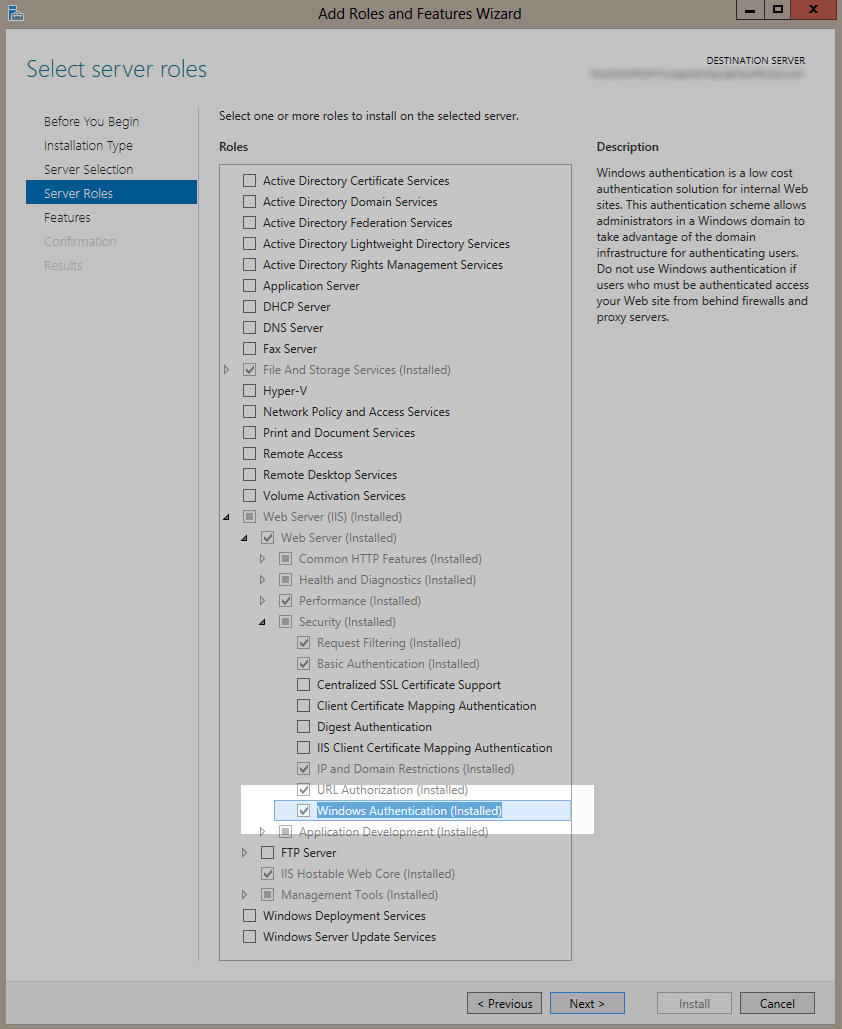 Add Roles and Features Wizard
X
Select server roles
DESTINATION SERVER
Before You Begin
Installation Type
Server Selection
Server Roles
Features
Confirmation
Results
Select one or more roles to install on the selected server.
Roles
Active Directory Certificate Services
Active Directory Domain Services
Active Directory Federation Services
Active Directory Lightweight Directory Services
Active Directory Rights Management Services
Application Server
DHCP Server
DNS Server
Fax Server
File And Storage Services (Installed)
Hyper-V
Network Policy and Access Services
Print and Document Services
Remote Access
Remote Desktop Services
Volume Activation Services
Web Server (IIS) (Installed)
Web Server (Installed)
Common HTTP Features (Installed)
Health and Diagnostics (Installed)
Performance (Installed)
Security (Installed)
Request Filtering (Installed)
Basic Authentication (Installed)
Centralized SSL Certificate Support
Client Certificate Mapping Authentication
Digest Authentication
IIS Client Certificate Mapping Authentication
IP and Domain Restrictions (Installed)
URL Authorization (Installed)
Windows Authentication (Installed)
Application Development (Installed)
FTP Server
IIS Hostable Web Core (Installed)
Management Tools (Installed)
Windows Deployment Services
Windows Server Update Services
Description
Windows authentication is a low cost
authentication solution for internal Web
sites. This authentication scheme allows
administrators in a Windows domain to
take advantage of the domain
infrastructure for authenticating users.
Do not use Windows authentication if
users who must be authenticated access
your Web site from behind firewalls and
proxy servers.
< Previous
Next >
Install
Cancel